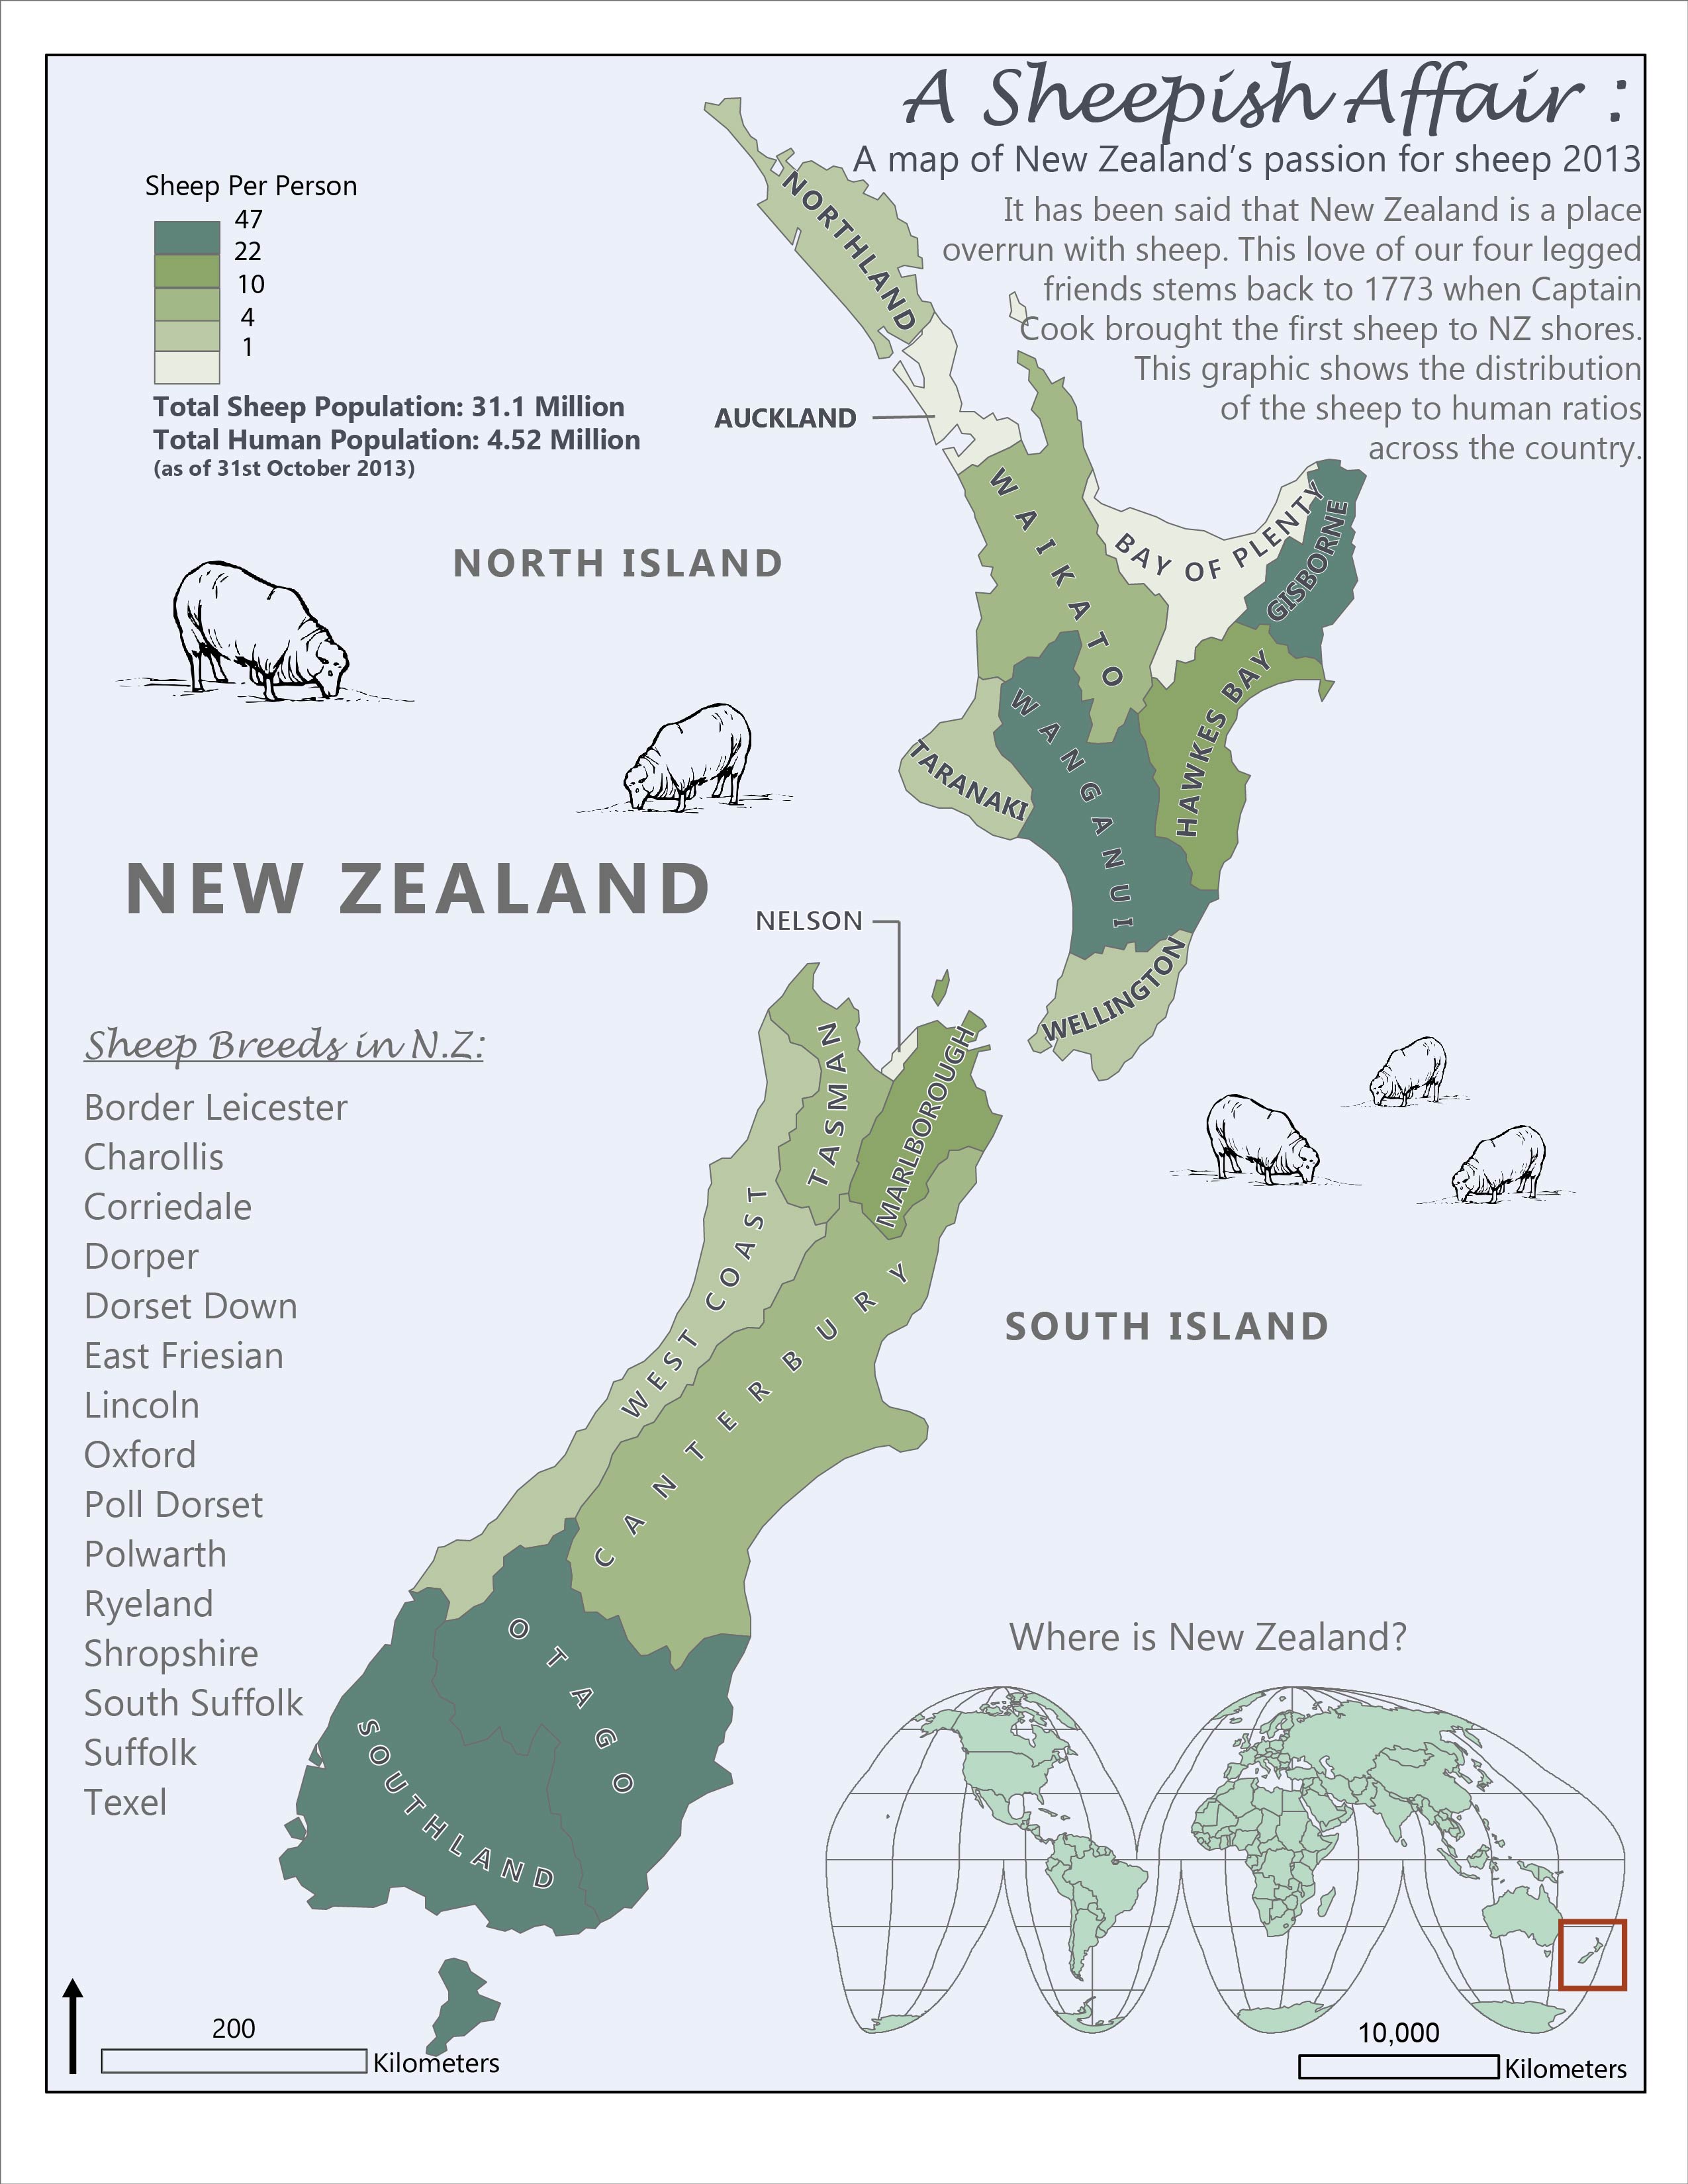 A Sheepish Affair :
A map of New Zealand's passion for sheep 2013
It has been said that New Zealand is a place
overrun with sheep. This love of our four legged
friends stems back to 1773 when Captain
Cook brought the first sheep to NZ shores.
This graphic shows the distribution
of the sheep to human ratios
across the country.
Sheep Per Person
47
22
10
4
1
Total Sheep Population: 31.1 Million
Total Human Population: 4.52 Million
(as of 31st October 2013)
NORTHLAND
AUCKLAND
WAIKATO
BAY OF PLENTY
GISBORNE
NORTH ISLAND
HAWKES BAY
WANGANUI
TARANAKI
WELLINGTON
NEW ZEALAND
NELSON
TASMAN
MARLBOROUGH
WEST COAST
CANTERBURY
SOUTH ISLAND
OTAGO
SOUTHLAND
Sheep Breeds in N.Z:
Border Leicester
Charollis
Corriedale
Dorper
Dorset Down
East Friesian
Lincoln
Oxford
Poll Dorset
Polwarth
Ryeland
Shropshire
South Suffolk
Suffolk
Texel
Where is New Zealand?
200
Kilometers
10,000
Kilometers